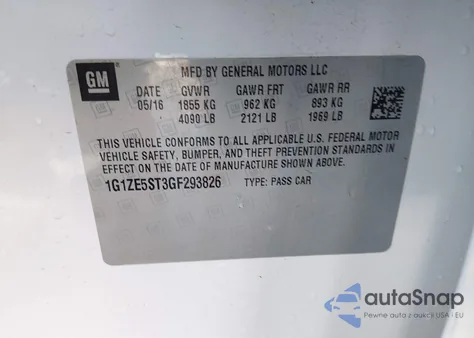 GM
MFD BY GENERAL MOTORS LLC
DATE GVWR GAWR FRT GAWR RR
05/16 1855 KG 962 KG 893 KG
4090 LB 2121 LB 1969 LB
THIS VEHICLE CONFORMS TO ALL APPLICABLE U.S. FEDERAL MOTOR
VEHICLE SAFETY, BUMPER, AND THEFT PREVENTION STANDARDS IN
EFFECT ON THE DATE OF MANUFACTURE SHOWN ABOVE.
1G1ZE5ST3GF293826 TYPE: PASS CAR
autoSnap
Pewne auta z aukcji USA i EU